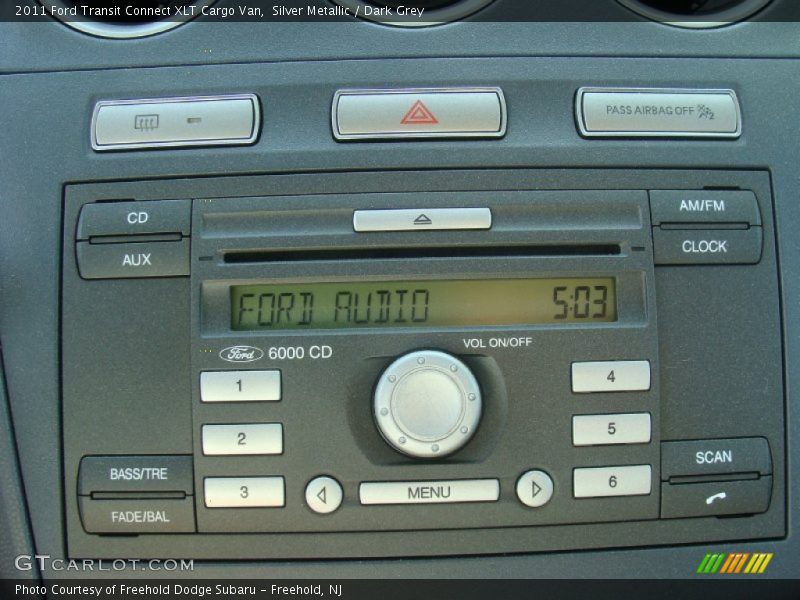 2011 Ford Transit Connect XLT Cargo Van, Silver Metallic / Dark Grey
PASS AIRBAG OFF
CD
AM/FM
AUX
CLOCK
FORD AUDIO 5:03
VOL ON/OFF
Ford 6000 CD
1
4
2
5
BASS/TRE
SCAN
3
MENU
6
FADE/BAL
GTCARLOT.COM
Photo Courtesy of Freehold Dodge Subaru - Freehold, NJ